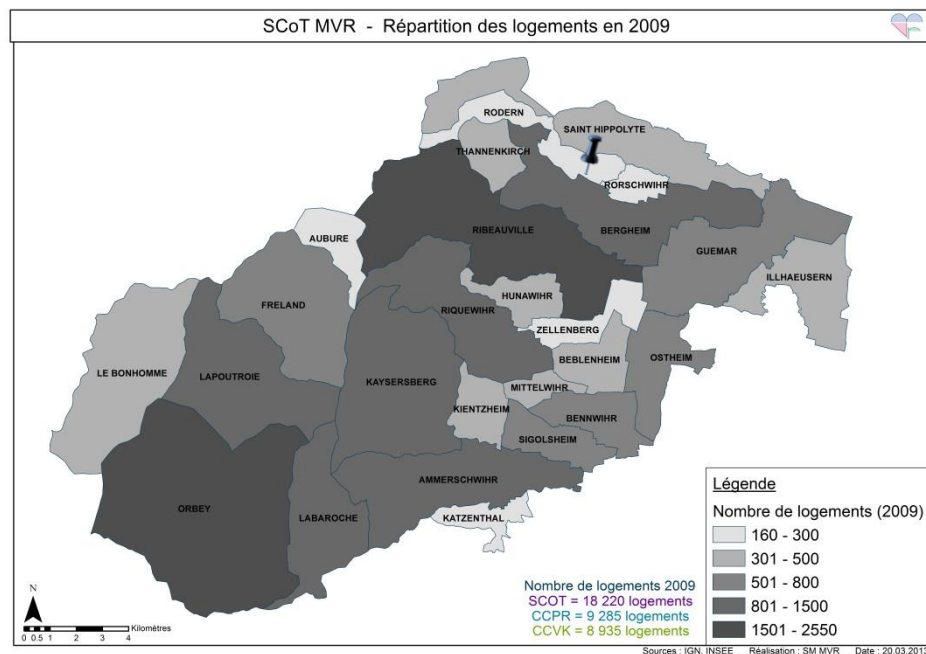 SCoT MVR - Répartition des logements en 2009
RODERN
SAINT HIPPOLYTE
THANNENKIRCH
RORSCHWIHR
AUBURE
RIBEAUVILLE
BERGHEIM
GUEMAR
ILLHAEUSERN
FRELAND
HUNAWIHR
RIQUEWIHR
ZELLENBERG
LE BONHOMME
LAPOUTROIE
KAYSERSBERG
BEBLENHEIM
OSTHEIM
MITTELWIHR
KIENTZHEIM
BENNWIHR
SIGOLSHEIM
AMMERSCHWIHR
ORBEY
LABAROCHE
KATZENTHAL
Légende
Nombre de logements (2009)
160 - 300
301 - 500
501 - 800
801 - 1500
1501 - 2550
Nombre de logements 2009
SCOT = 18 220 logements
CCPR = 9 285 logements
CCVK = 8 935 logements
N
Kilomètres
0 0.5 1 2 3 4
Sources : IGN, INSEE Réalisation : SM MVR Date : 20.03.2013